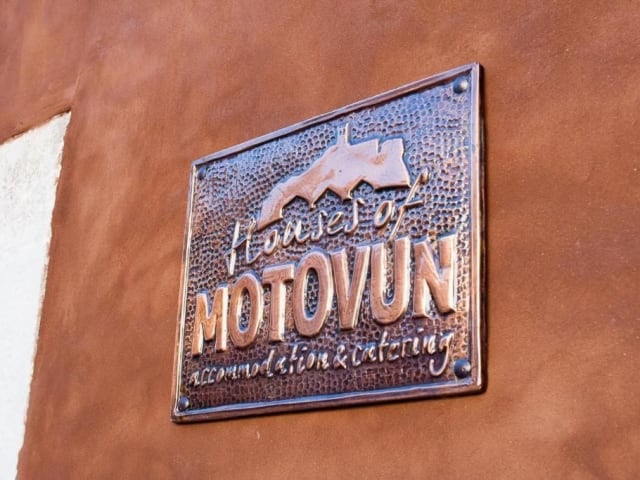 Houses of
MOTOVUN
accommodation & catering